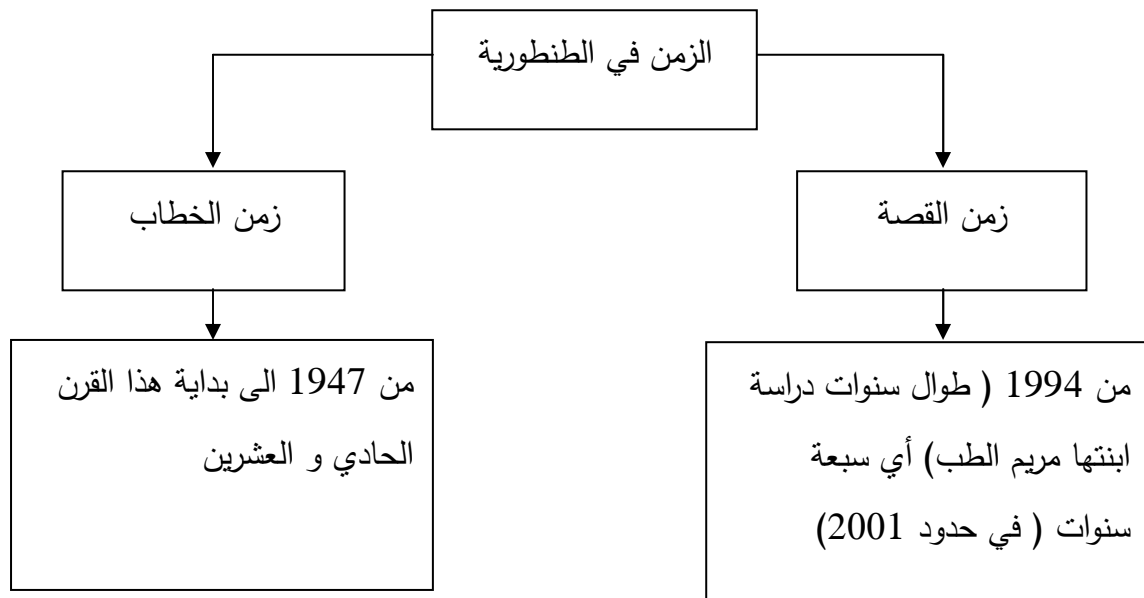 الزمن في الطنطورية
زمن القصة
زمن الخطاب
من 1994 ( طوال سنوات دراسة
ابنتها مريم الطب) أي سبعة
سنوات ( في حدود 2001)
من 1947 الى بداية هذا القرن
الحادي و العشرين